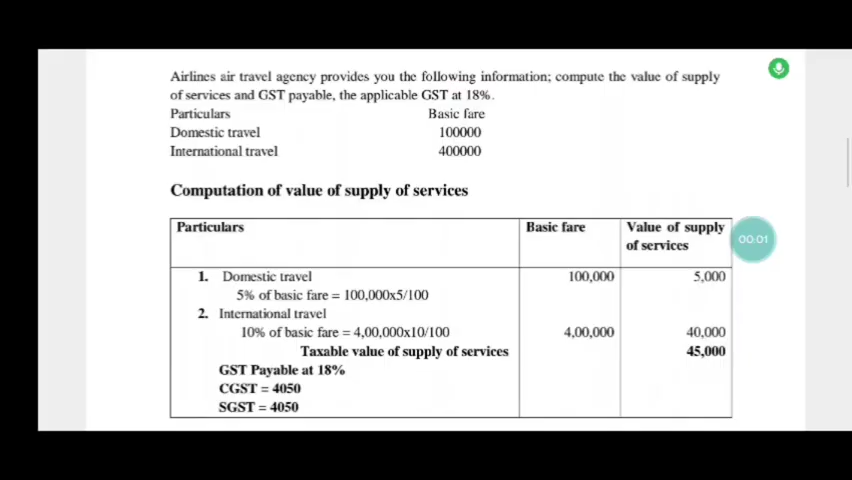 Airlines air travel agency provides you the following information; compute the value of supply
of services and GST payable, the applicable GST at 18%.
Particulars Basic fare
Domestic travel 100000
International travel 400000
Computation of value of supply of services
Particulars Basic fare Value of supply
of services
00:01
1. Domestic travel 100,000 5,000
5% of basic fare = 100,000x5/100
2. International travel
10% of basic fare = 4,00,000x10/100 4,00,000 40,000
Taxable value of supply of services 45,000
GST Payable at 18%
CGST = 4050
SGST = 4050